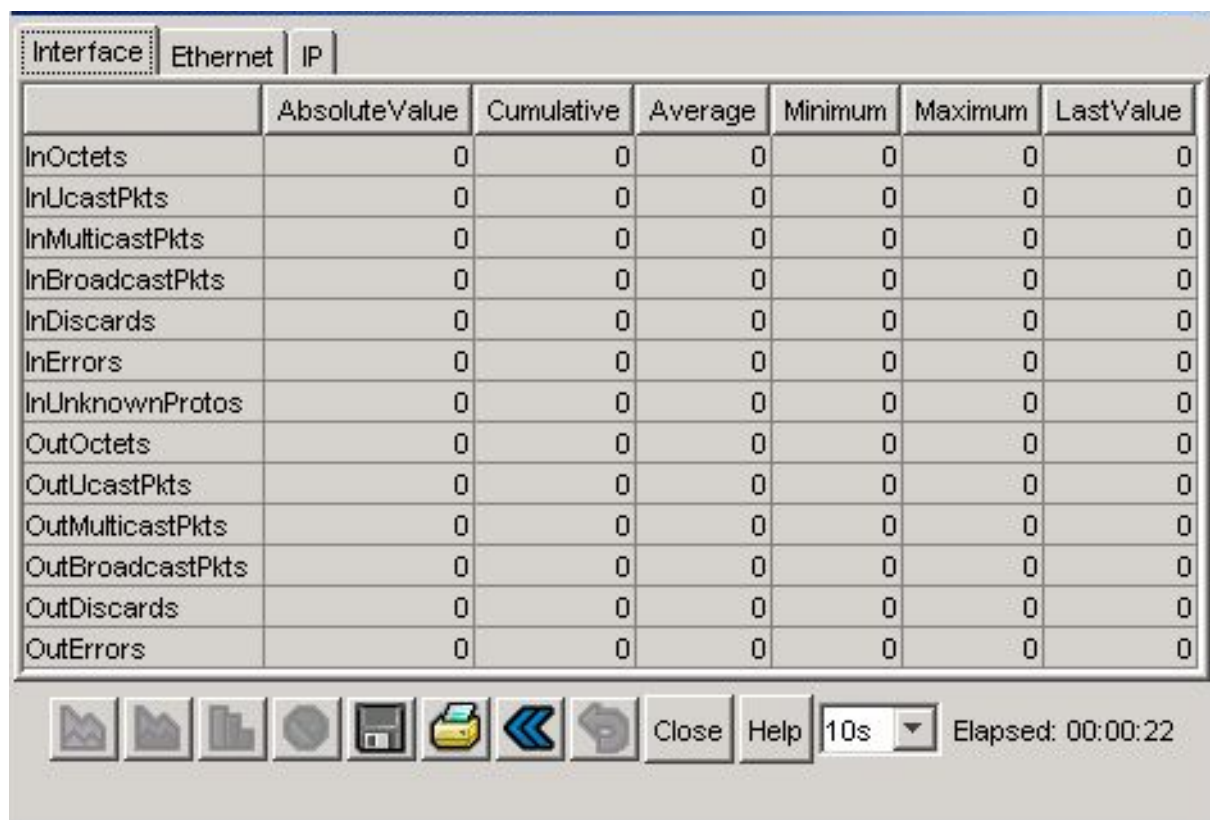 Interface Ethernet IP
AbsoluteValue Cumulative Average Minimum Maximum LastValue
InOctets 0 0 0 0 0 0
InUcastPkts 0 0 0 0 0 0
InMulticastPkts 0 0 0 0 0 0
InBroadcastPkts 0 0 0 0 0 0
InDiscards 0 0 0 0 0 0
InErrors 0 0 0 0 0 0
InUnknownProtos 0 0 0 0 0 0
OutOctets 0 0 0 0 0 0
OutUcastPkts 0 0 0 0 0 0
OutMulticastPkts 0 0 0 0 0 0
OutBroadcastPkts 0 0 0 0 0 0
OutDiscards 0 0 0 0 0 0
OutErrors 0 0 0 0 0 0
Close Help 10s Elapsed: 00:00:22